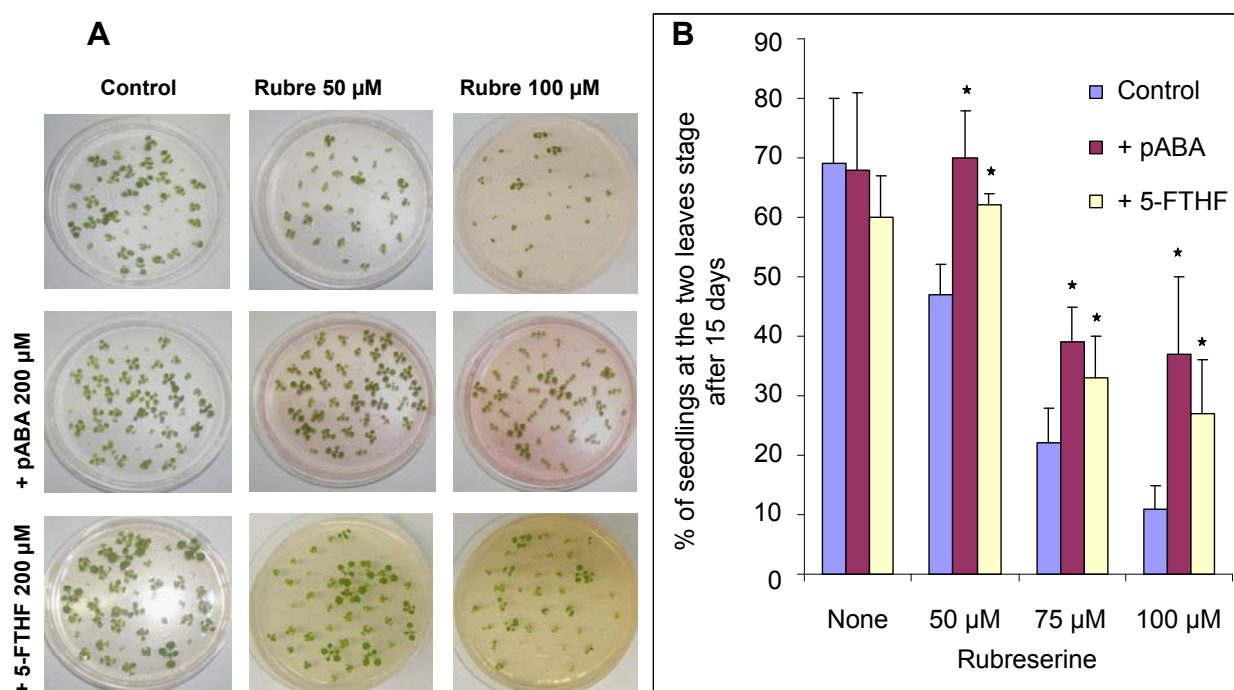 A
Control
Rubre 50 µM
Rubre 100 µM
+ pABA 200 µM
+ 5-FTHF 200 µM
B
% of seedlings at the two leaves stage
after 15 days
90
80
70
60
50
40
30
20
10
0
Control
+ pABA
+ 5-FTHF
None
50 µM
75 µM
100 µM
Rubreserine